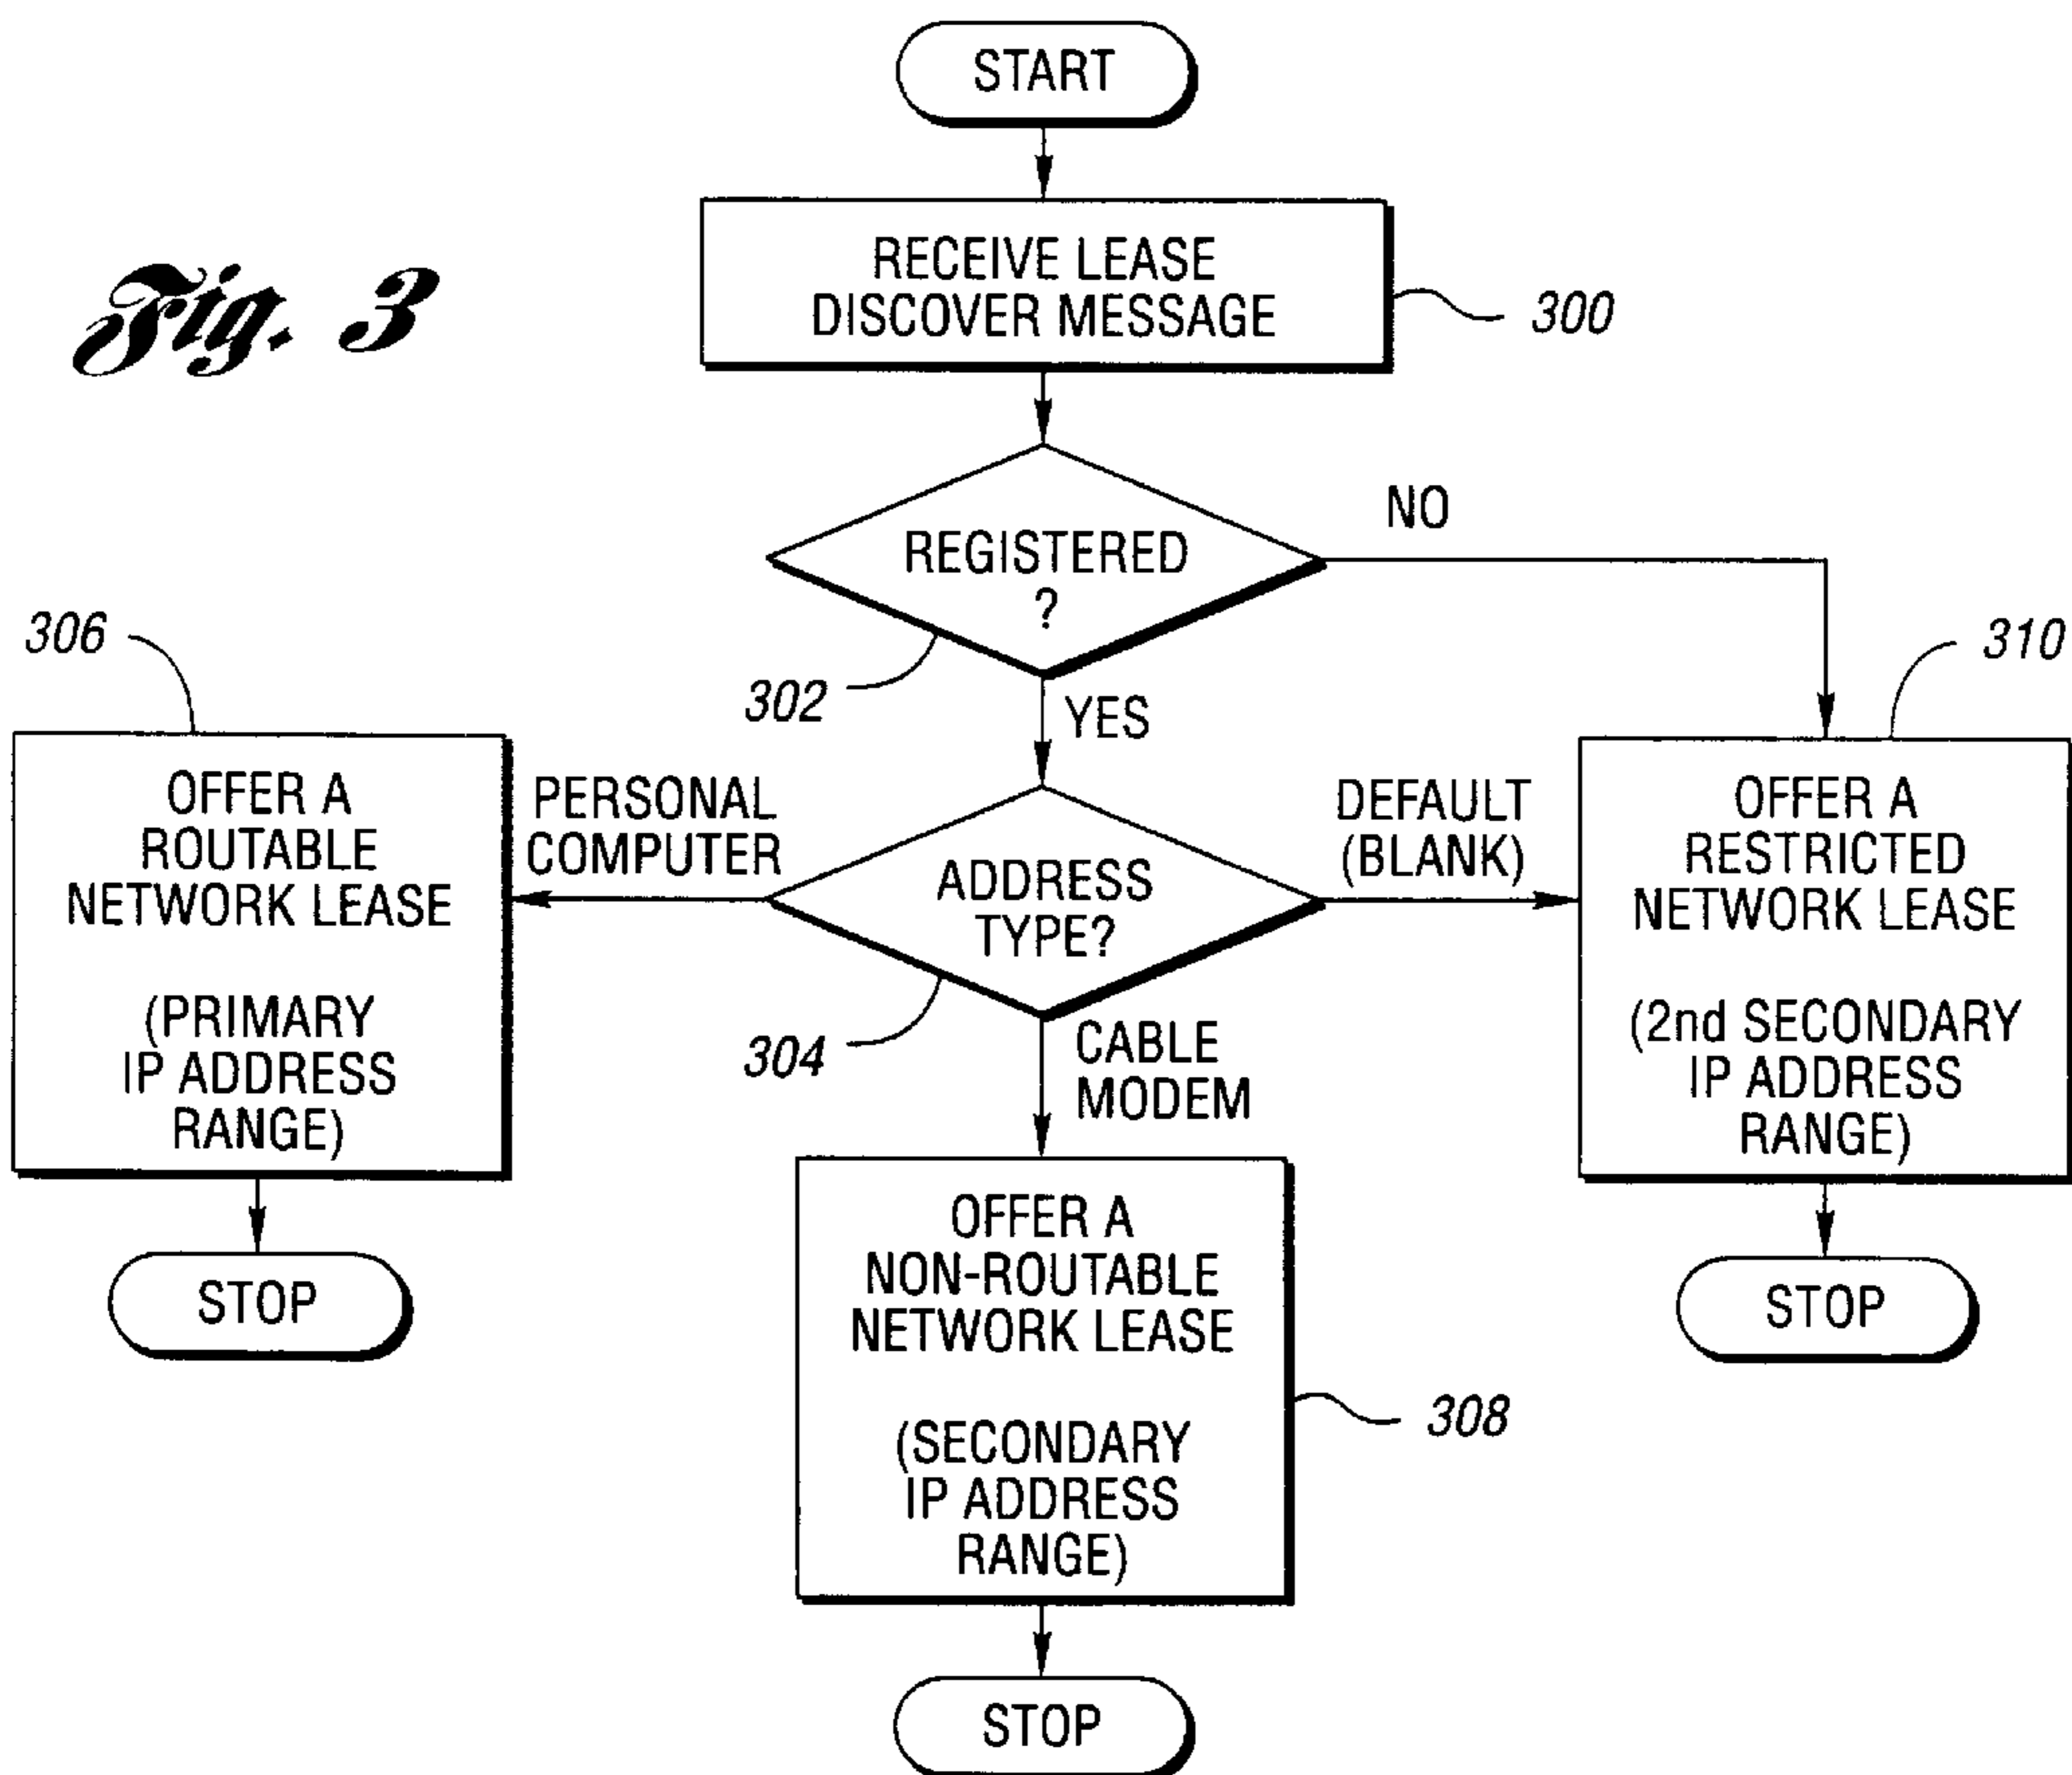 START
Fig. 3
RECEIVE LEASE
DISCOVER MESSAGE
300
REGISTERED
?
NO
302
YES
306
310
OFFER A
ROUTABLE
NETWORK LEASE
(PRIMARY
IP ADDRESS
RANGE)
PERSONAL
COMPUTER
ADDRESS
TYPE?
304
DEFAULT
(BLANK)
OFFER A
RESTRICTED
NETWORK LEASE
(2nd SECONDARY
IP ADDRESS
RANGE)
CABLE
MODEM
STOP
OFFER A
NON-ROUTABLE
NETWORK LEASE
(SECONDARY
IP ADDRESS
RANGE)
308
STOP
STOP